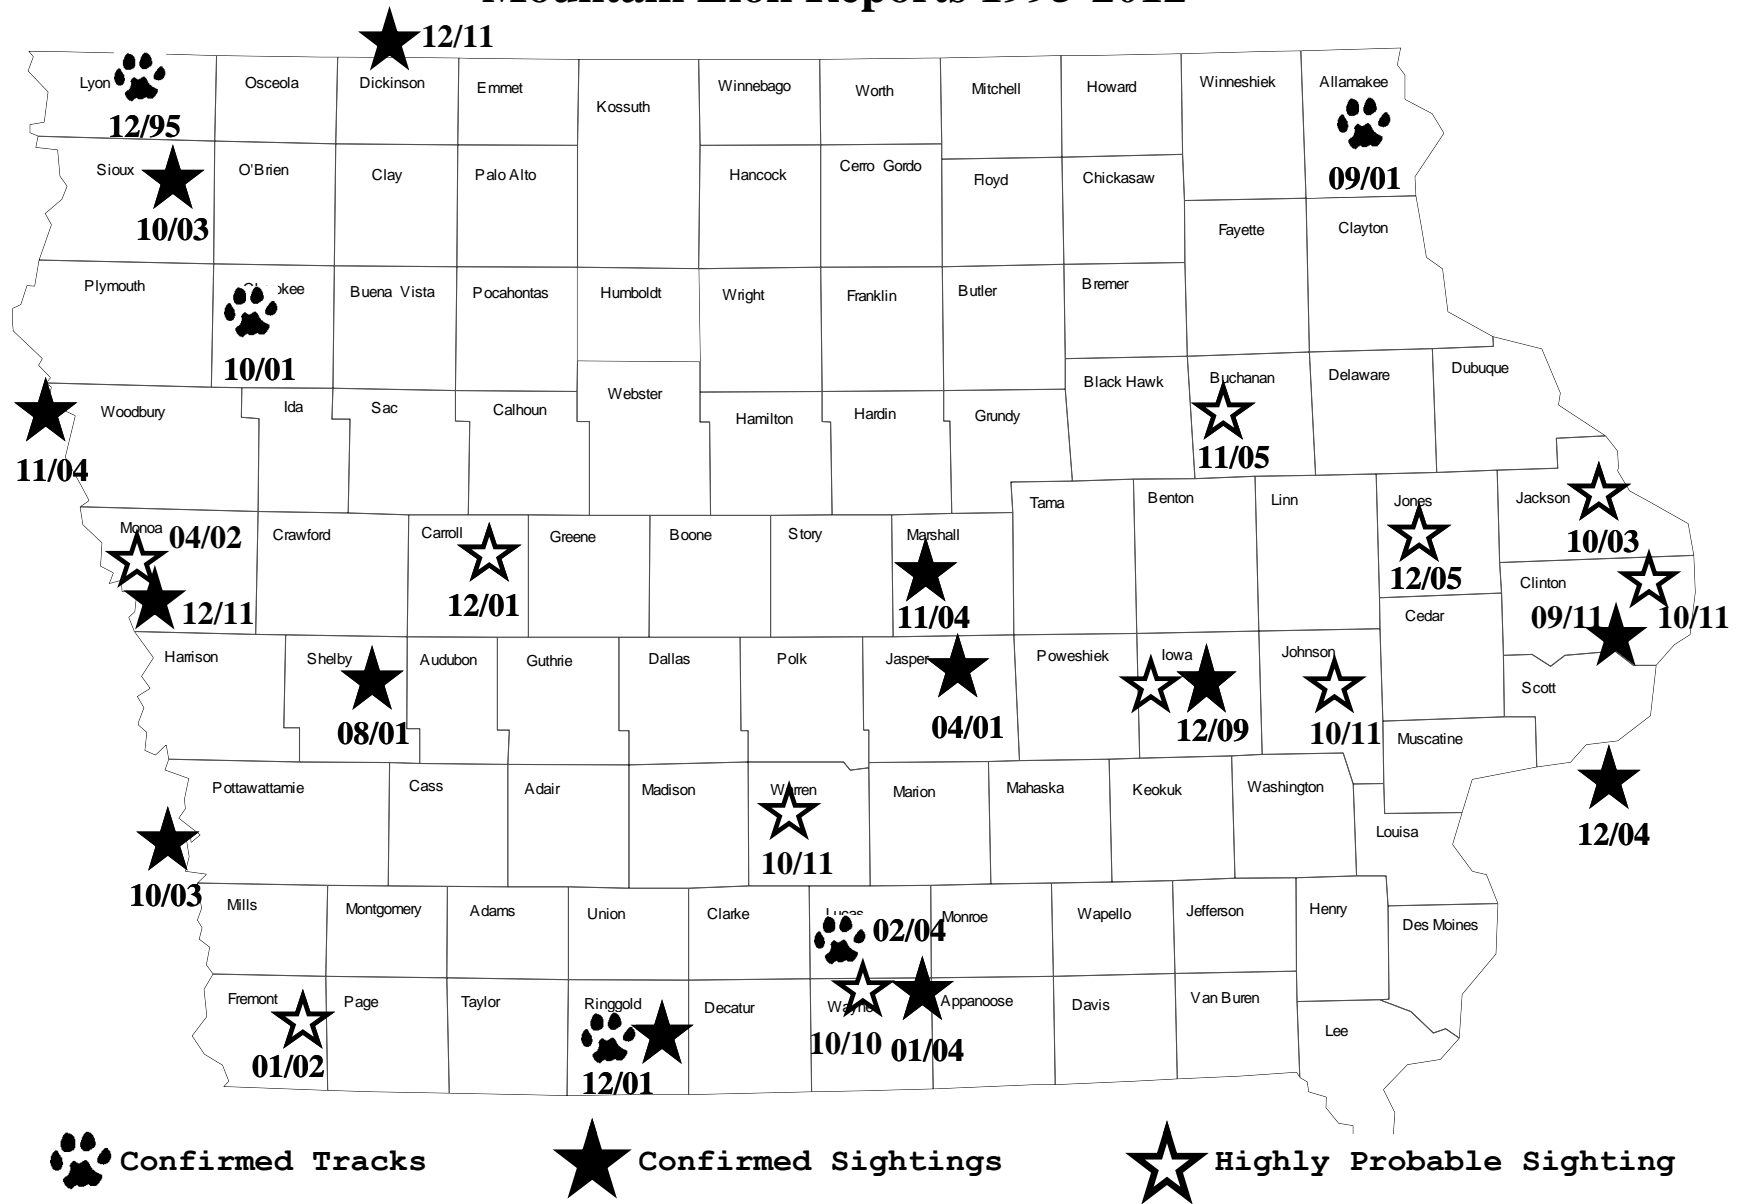 12/11
Lyon
Osceola
Dickinson
Emmet
Kossuth
Winnebago
Worth
Mitchell
Howard
Winneshiek
Allamakee
12/95
09/01
Sioux
O'Brien
Clay
Palo Alto
Hancock
Cerro Gordo
Floyd
Chickasaw
10/03
Fayette
Clayton
Plymouth
Buena Vista
Pocahontas
Humboldt
Wright
Franklin
Butler
Bremer
10/01
Woodbury
Ida
Sac
Calhoun
Webster
Hamilton
Hardin
Grundy
Black Hawk
Buchanan
Delaware
Dubuque
11/04
11/05
Monoa
04/02
Crawford
Carroll
Greene
Boone
Story
Marshall
Tama
Benton
Linn
Jones
Jackson
10/03
12/11
12/01
11/04
12/05
Clinton
09/11
10/11
Cedar
Harrison
Shelby
Audubon
Guthrie
Dallas
Polk
Jasper
Poweshiek
Iowa
Johnson
Scott
08/01
04/01
12/09
10/11
Muscatine
Pottawattamie
Cass
Adair
Madison
Warren
Marion
Mahaska
Keokuk
Washington
Louisa
12/04
10/03
10/11
Mills
Montgomery
Adams
Union
Clarke
Lucas
02/04
Monroe
Wapello
Jefferson
Henry
Des Moines
Fremont
Page
Taylor
Ringgold
Decatur
Wayne
Appanoose
Davis
Van Buren
Lee
01/02
12/01
10/10
01/04
Confirmed Tracks
Confirmed Sightings
Highly Probable Sighting